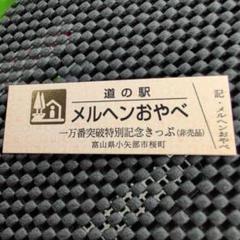 道の駅
メルヘンおやべ
一万番突破特別記念きっぷ(非売品)
富山県小矢部市桜町
記・メルヘンおやべ